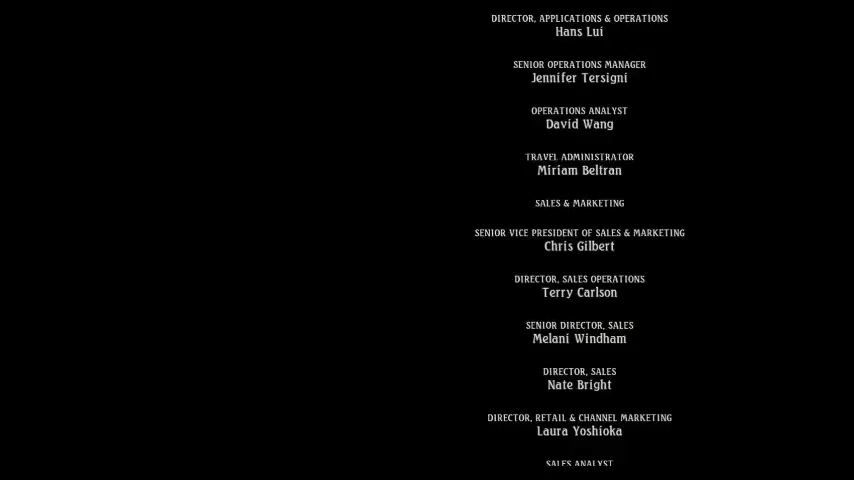 DIRECTOR, APPLICATIONS & OPERATIONS
Hans Lui
SENIOR OPERATIONS MANAGER
Jennifer Tersigni
OPERATIONS ANALYST
David Wang
TRAVEL ADMINISTRATOR
Miriam Beltran
SALES & MARKETING
SENIOR VICE PRESIDENT OF SALES & MARKETING
Chris Gilbert
DIRECTOR, SALES OPERATIONS
Terry Carlson
SENIOR DIRECTOR, SALES
Melani Windham
DIRECTOR, SALES
Nate Bright
DIRECTOR, RETAIL & CHANNEL MARKETING
Laura Yoshioka
SALES ANALYST